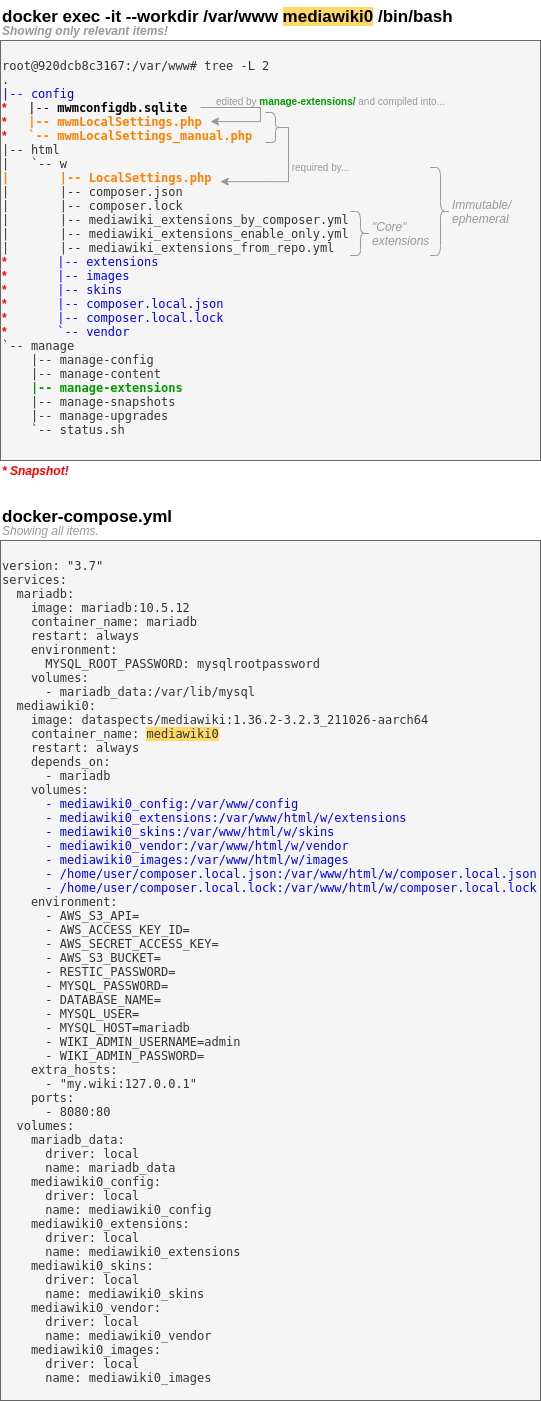 docker exec -it --workdir /var/www mediawiki0 /bin/bash
Showing only relevant items!
root@920dcb8c3167:/var/www# tree -L 2
.
|-- config
*   |-- mwmconfigdb.sqlite
edited by manage-extensions/ and compiled into...
*   |-- mwmLocalSettings.php
*   `-- mwmLocalSettings_manual.php
|-- html
|   `-- w
required by...
|       |-- LocalSettings.php
|       |-- composer.json
|       |-- composer.lock
|       |-- mediawiki_extensions_by_composer.yml
|       |-- mediawiki_extensions_enable_only.yml
|       |-- mediawiki_extensions_from_repo.yml
"Core"
extensions
Immutable/
ephemeral
*       |-- extensions
*       |-- images
*       |-- skins
*       |-- composer.local.json
*       |-- composer.local.lock
*       `-- vendor
`-- manage
    |-- manage-config
    |-- manage-content
    |-- manage-extensions
    |-- manage-snapshots
    |-- manage-upgrades
    `-- status.sh
* Snapshot!
docker-compose.yml
Showing all items.
version: "3.7"
services:
  mariadb:
    image: mariadb:10.5.12
    container_name: mariadb
    restart: always
    environment:
      MYSQL_ROOT_PASSWORD: mysqlrootpassword
    volumes:
      - mariadb_data:/var/lib/mysql
  mediawiki0:
    image: dataspects/mediawiki:1.36.2-3.2.3_211026-aarch64
    container_name: mediawiki0
    restart: always
    depends_on:
      - mariadb
    volumes:
      - mediawiki0_config:/var/www/config
      - mediawiki0_extensions:/var/www/html/w/extensions
      - mediawiki0_skins:/var/www/html/w/skins
      - mediawiki0_vendor:/var/www/html/w/vendor
      - mediawiki0_images:/var/www/html/w/images
      - /home/user/composer.local.json:/var/www/html/w/composer.local.json
      - /home/user/composer.local.lock:/var/www/html/w/composer.local.lock
    environment:
      - AWS_S3_API=
      - AWS_ACCESS_KEY_ID=
      - AWS_SECRET_ACCESS_KEY=
      - AWS_S3_BUCKET=
      - RESTIC_PASSWORD=
      - MYSQL_PASSWORD=
      - DATABASE_NAME=
      - MYSQL_USER=
      - MYSQL_HOST=mariadb
      - WIKI_ADMIN_USERNAME=admin
      - WIKI_ADMIN_PASSWORD=
    extra_hosts:
      - "my.wiki:127.0.0.1"
    ports:
      - 8080:80
  volumes:
    mariadb_data:
      driver: local
      name: mariadb_data
    mediawiki0_config:
      driver: local
      name: mediawiki0_config
    mediawiki0_extensions:
      driver: local
      name: mediawiki0_extensions
    mediawiki0_skins:
      driver: local
      name: mediawiki0_skins
    mediawiki0_vendor:
      driver: local
      name: mediawiki0_vendor
    mediawiki0_images:
      driver: local
      name: mediawiki0_images